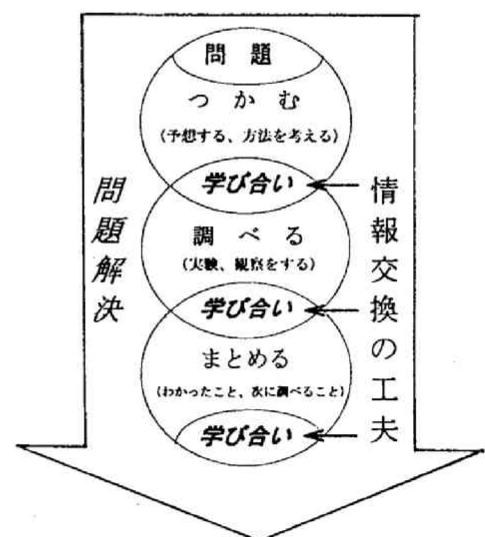 問題
つかむ
(予想する、方法を考える)
学び合い
調べる
(実験、観察をする)
学び合い
まとめる
(わかったこと、次に調べること)
学び合い
問題解決
情報交換の工夫